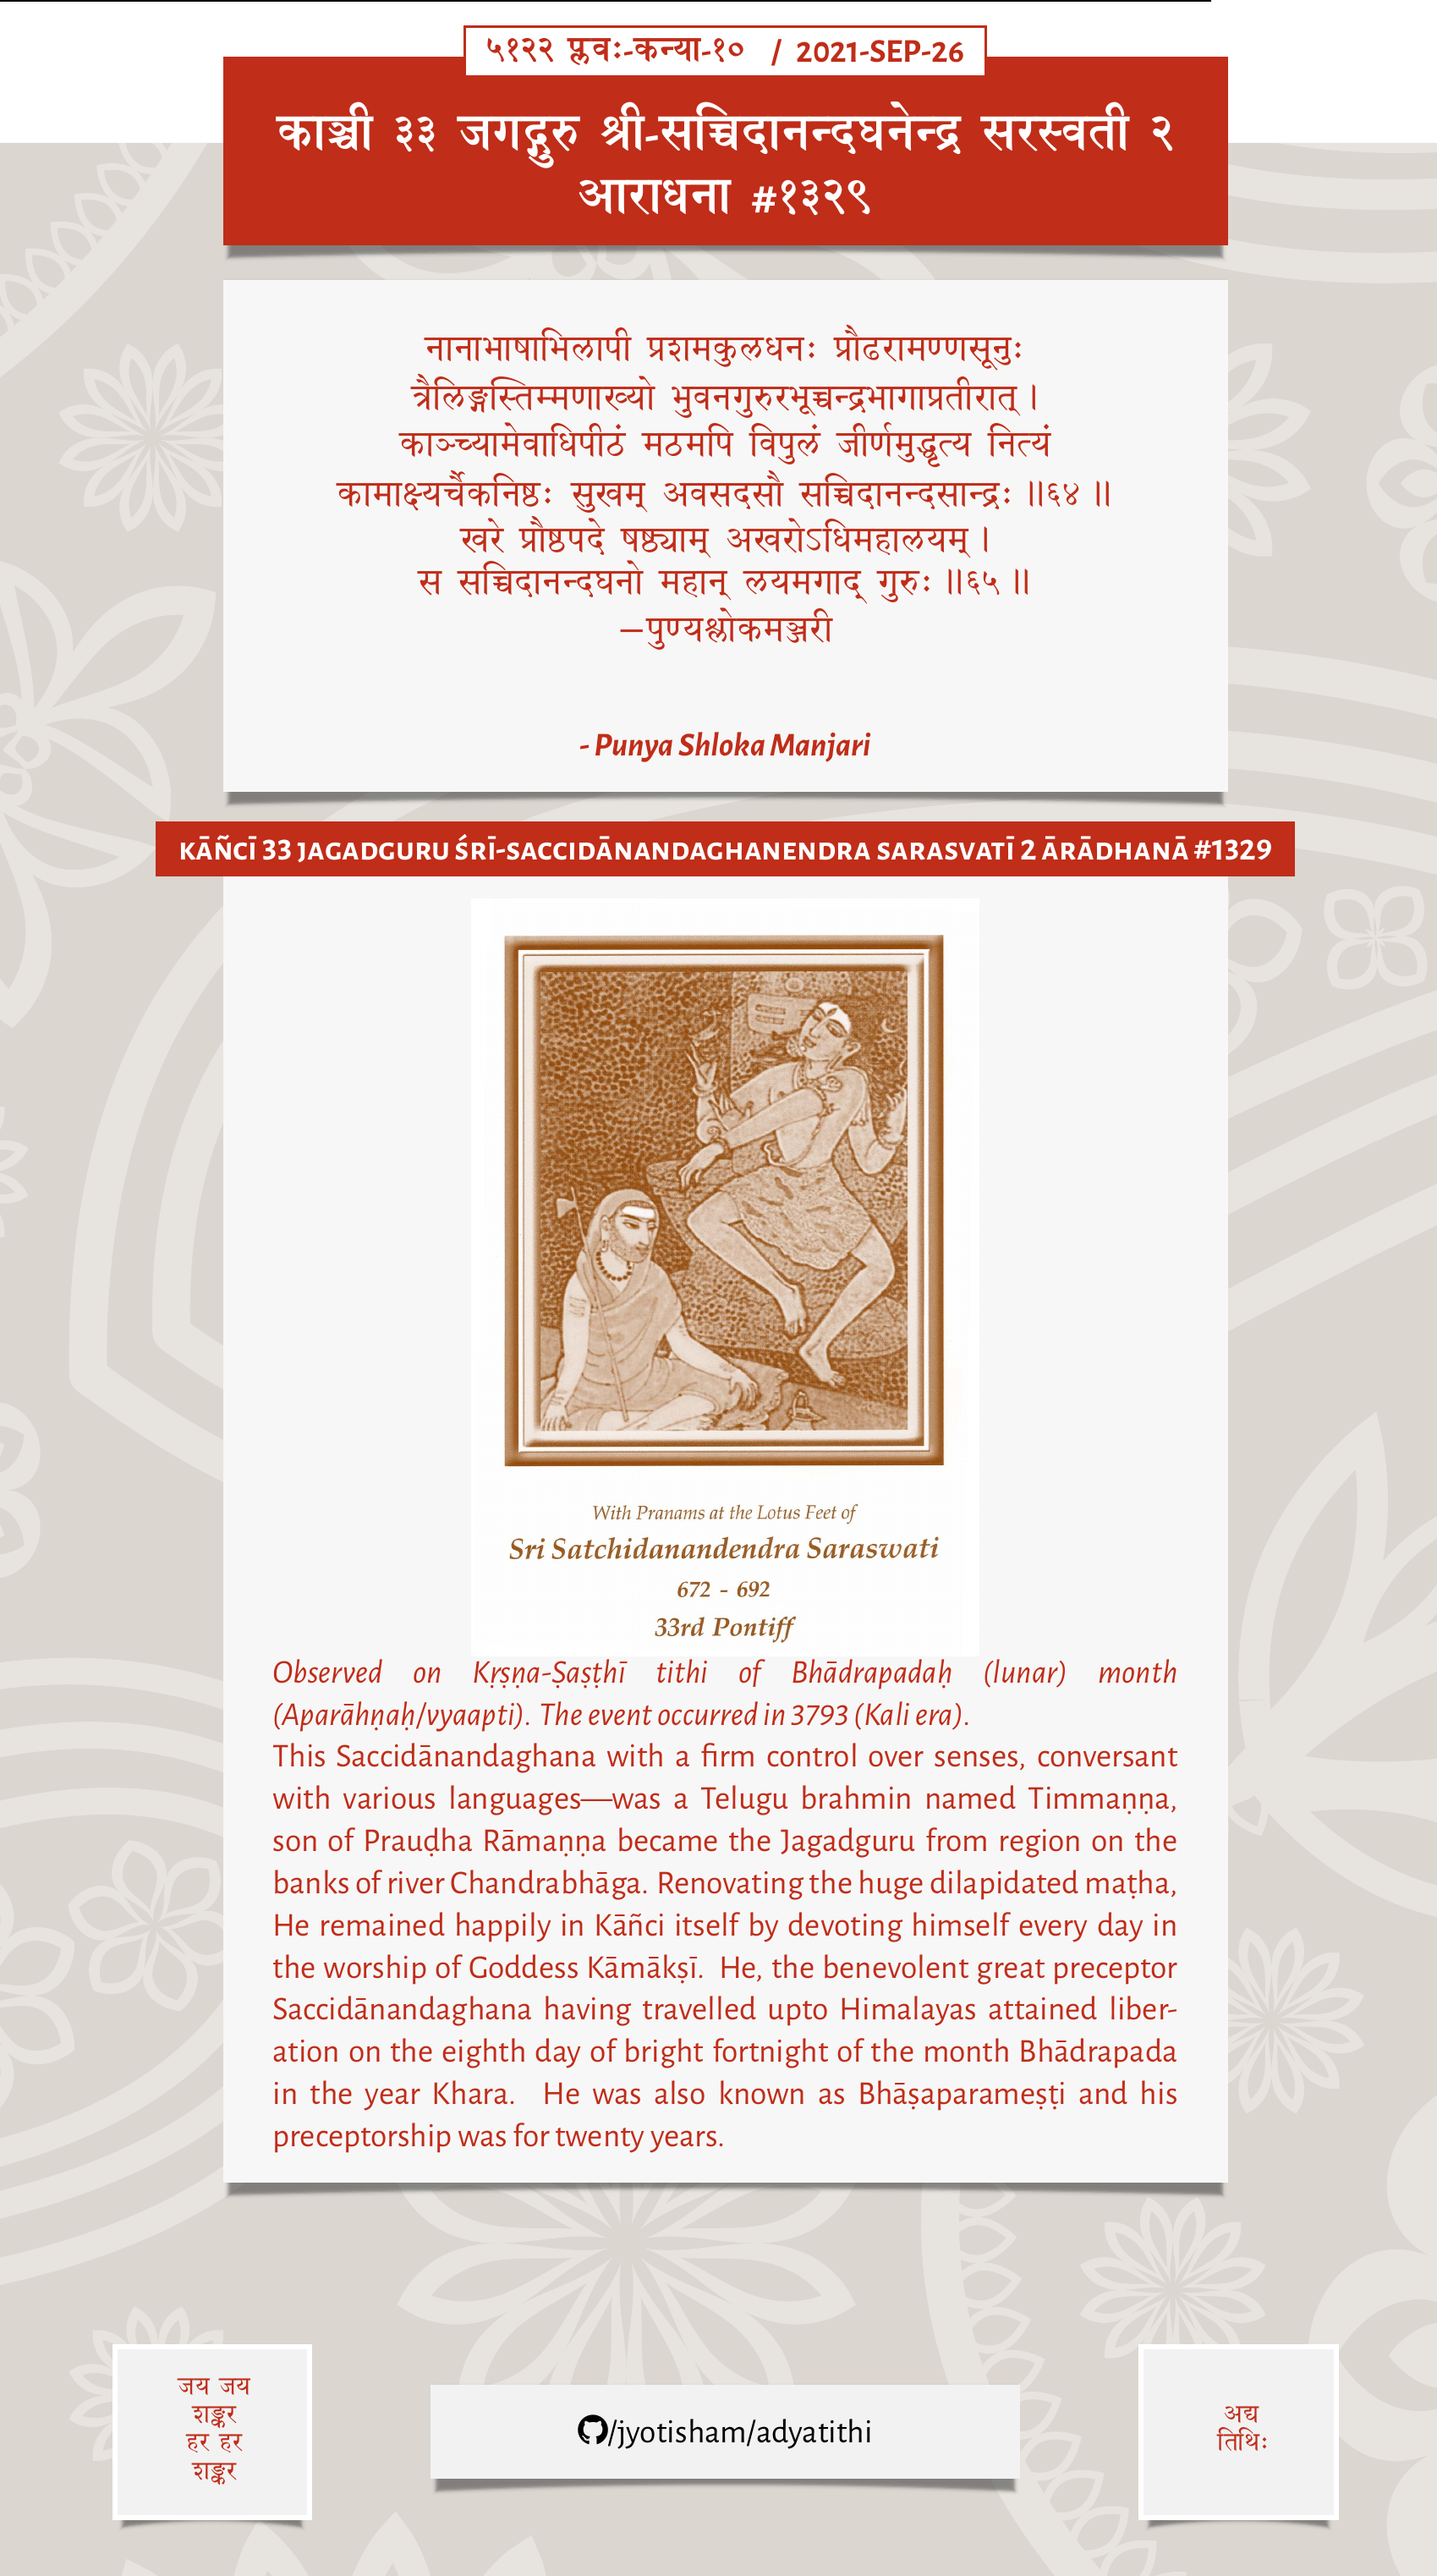 ५१२२ प्लवः-कन्या-१० / 2021-SEP-26
काञ्ची ३३ जगद्गुरु श्री-सच्चिदानन्दघनेन्द्र सरस्वती २
आराधना #१३२९
नानाभाषाभिलापी प्रशमकुलधनः प्रौढरामण्णसूनुः
त्रैलिङ्गस्तिम्मणाख्यो भुवनगुरुरभूच्चन्द्रभागाप्रतीरात् ।
काञ्च्यामेवाधिपीठं मठमपि विपुलं जीर्णमुद्धृत्य नित्यं
कामाक्ष्यर्चैकनिष्ठः सुखम् अवसदसौ सच्चिदानन्दसान्द्रः ॥६४ ॥
खरे प्रौष्ठपदे षष्ठ्याम् अखरोऽधिमहालयम् ।
स सच्चिदानन्दघनो महान् लयमगाद् गुरुः ॥६५ ॥
—पुण्यश्लोकमञ्जरी
- Punya Shloka Manjari
KĀÑCĪ 33 JAGADGURU ŚRĪ-SACCIDĀNANDAGHANENDRA SARASVATĪ 2 ĀRĀDHANĀ #1329
With Pranams at the Lotus Feet of
Sri Satchidanandendra Saraswati
672 - 692
33rd Pontiff
Observed on Kṛṣṇa-Ṣaṣṭhī tithi of Bhādrapadaḥ (lunar) month
(Aparāhṇaḥ/vyaapti). The event occurred in 3793 (Kali era).
This Saccidānandaghana with a firm control over senses, conversant
with various languages—was a Telugu brahmin named Timmaṇṇa,
son of Prauḍha Rāmaṇṇa became the Jagadguru from region on the
banks of river Chandrabhāga. Renovating the huge dilapidated maṭha,
He remained happily in Kāñci itself by devoting himself every day in
the worship of Goddess Kāmākṣī. He, the benevolent great preceptor
Saccidānandaghana having travelled upto Himalayas attained liber-
ation on the eighth day of bright fortnight of the month Bhādrapada
in the year Khara. He was also known as Bhāṣaparameṣṭi and his
preceptorship was for twenty years.
जय जय
शङ्कर
हर हर
शङ्कर
/jyotisham/adyatithi
अद्य
तिथिः